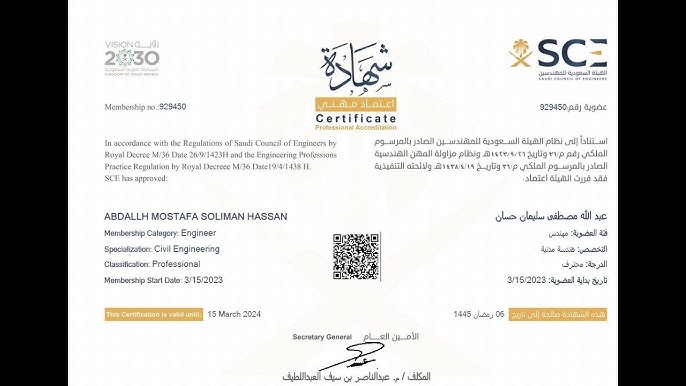 VISION رؤيـة
2030
المملكة العربية السعودية
KINGDOM OF SAUDI ARABIA
شهادة
اعتماد مهني
Certificate
Professional Accreditation
SCE
الهيئة السعودية للمهندسين
SAUDI COUNCIL OF ENGINEERS
Membership no.:929450
عضوية رقم:929450
In accordance with the Regulations of Saudi Council of Engineers by
Royal Decree M/36 Date 26/9/1423H and the Engineering Professions
Practice Regulation by Royal Decreee M/36 Date19/4/1438 H.
SCE has approved:
استناداً إلى نظام الهيئة السعودية للمهندسين الصادر بالمرسوم
الملكي رقم م/٣٦ وتاريخ ١٤٢٣/٩/٢٦هـ ونظام مزاولة المهن الهندسية
الصادر بالمرسوم الملكي م/٣٦ وتاريخ ١٤٣٨/٤/١٩هـ ولائحته التنفيذية
فقد قررت الهيئة اعتماد:
ABDALLH MOSTAFA SOLIMAN HASSAN
Membership Category: Engineer
Specialization: Civil Engineering
Classification: Professional
Membership Start Date: 3/15/2023
عبد الله مصطفى سليمان حسان
فئة العضوية: مهندس
التخصص: هندسة مدنية
الدرجة: محترف
تاريخ بداية العضوية: 3/15/2023
This Certification is valid until: 15 March 2024
هذه الشهادة صالحة إلى تاريخ 06 رمضان 1445
Secretary General الأمـين العـــام
المكلف / م. عبدالناصر بن سيف العبداللطيف